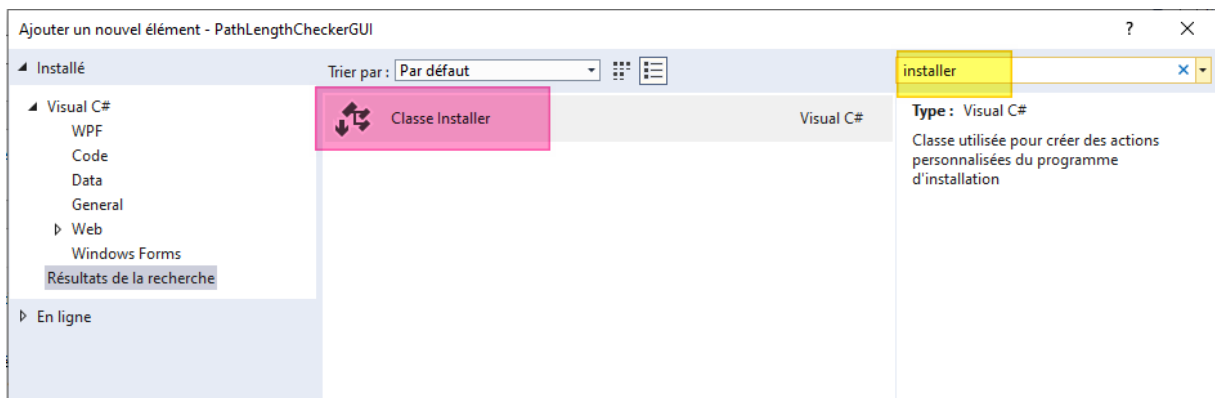 Ajouter un nouvel élément - PathLengthCheckerGUI
?
Installé
Trier par : Par défaut
installer
Visual C#
WPF
Code
Data
General
Web
Windows Forms
Résultats de la recherche
En ligne
Classe Installer
Visual C#
Type : Visual C#
Classe utilisée pour créer des actions
personnalisées du programme
d'installation